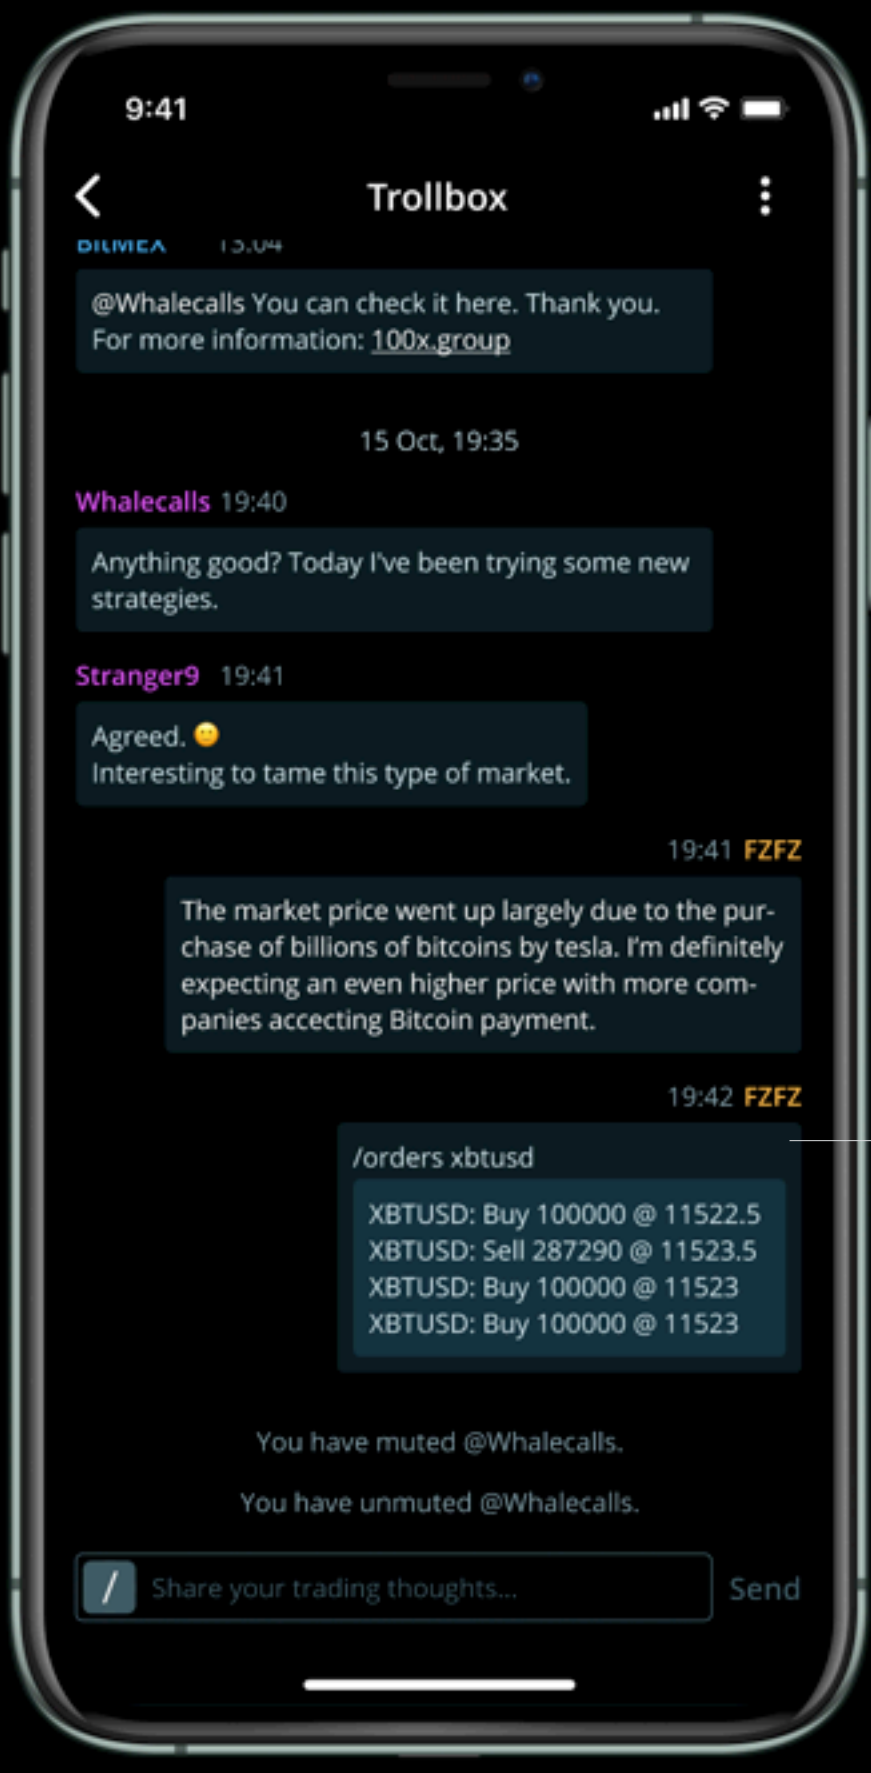 9:41
Trollbox
BITMEX 13:04
@Whalecalls You can check it here. Thank you.
For more information: 100x.group
15 Oct, 19:35
Whalecalls 19:40
Anything good? Today I've been trying some new
strategies.
Stranger9 19:41
Agreed. 🙂
Interesting to tame this type of market.
19:41 FZFZ
The market price went up largely due to the pur-
chase of billions of bitcoins by tesla. I'm definitely
expecting an even higher price with more com-
panies accecting Bitcoin payment.
19:42 FZFZ
/orders xbtusd
XBTUSD: Buy 100000 @ 11522.5
XBTUSD: Sell 287290 @ 11523.5
XBTUSD: Buy 100000 @ 11523
XBTUSD: Buy 100000 @ 11523
You have muted @Whalecalls.
You have unmuted @Whalecalls.
/ Share your trading thoughts... Send